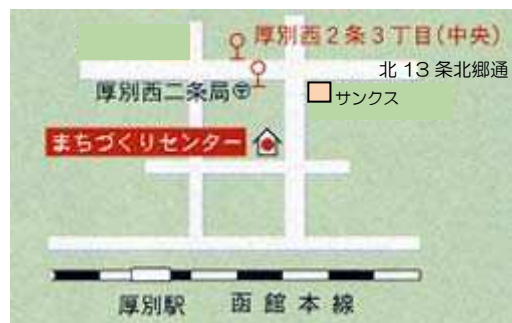 厚別西2条3丁目(中央)
北 13 条北郷通
厚別西二条局〶
サンクス
まちづくりセンター
厚別駅 函館本線